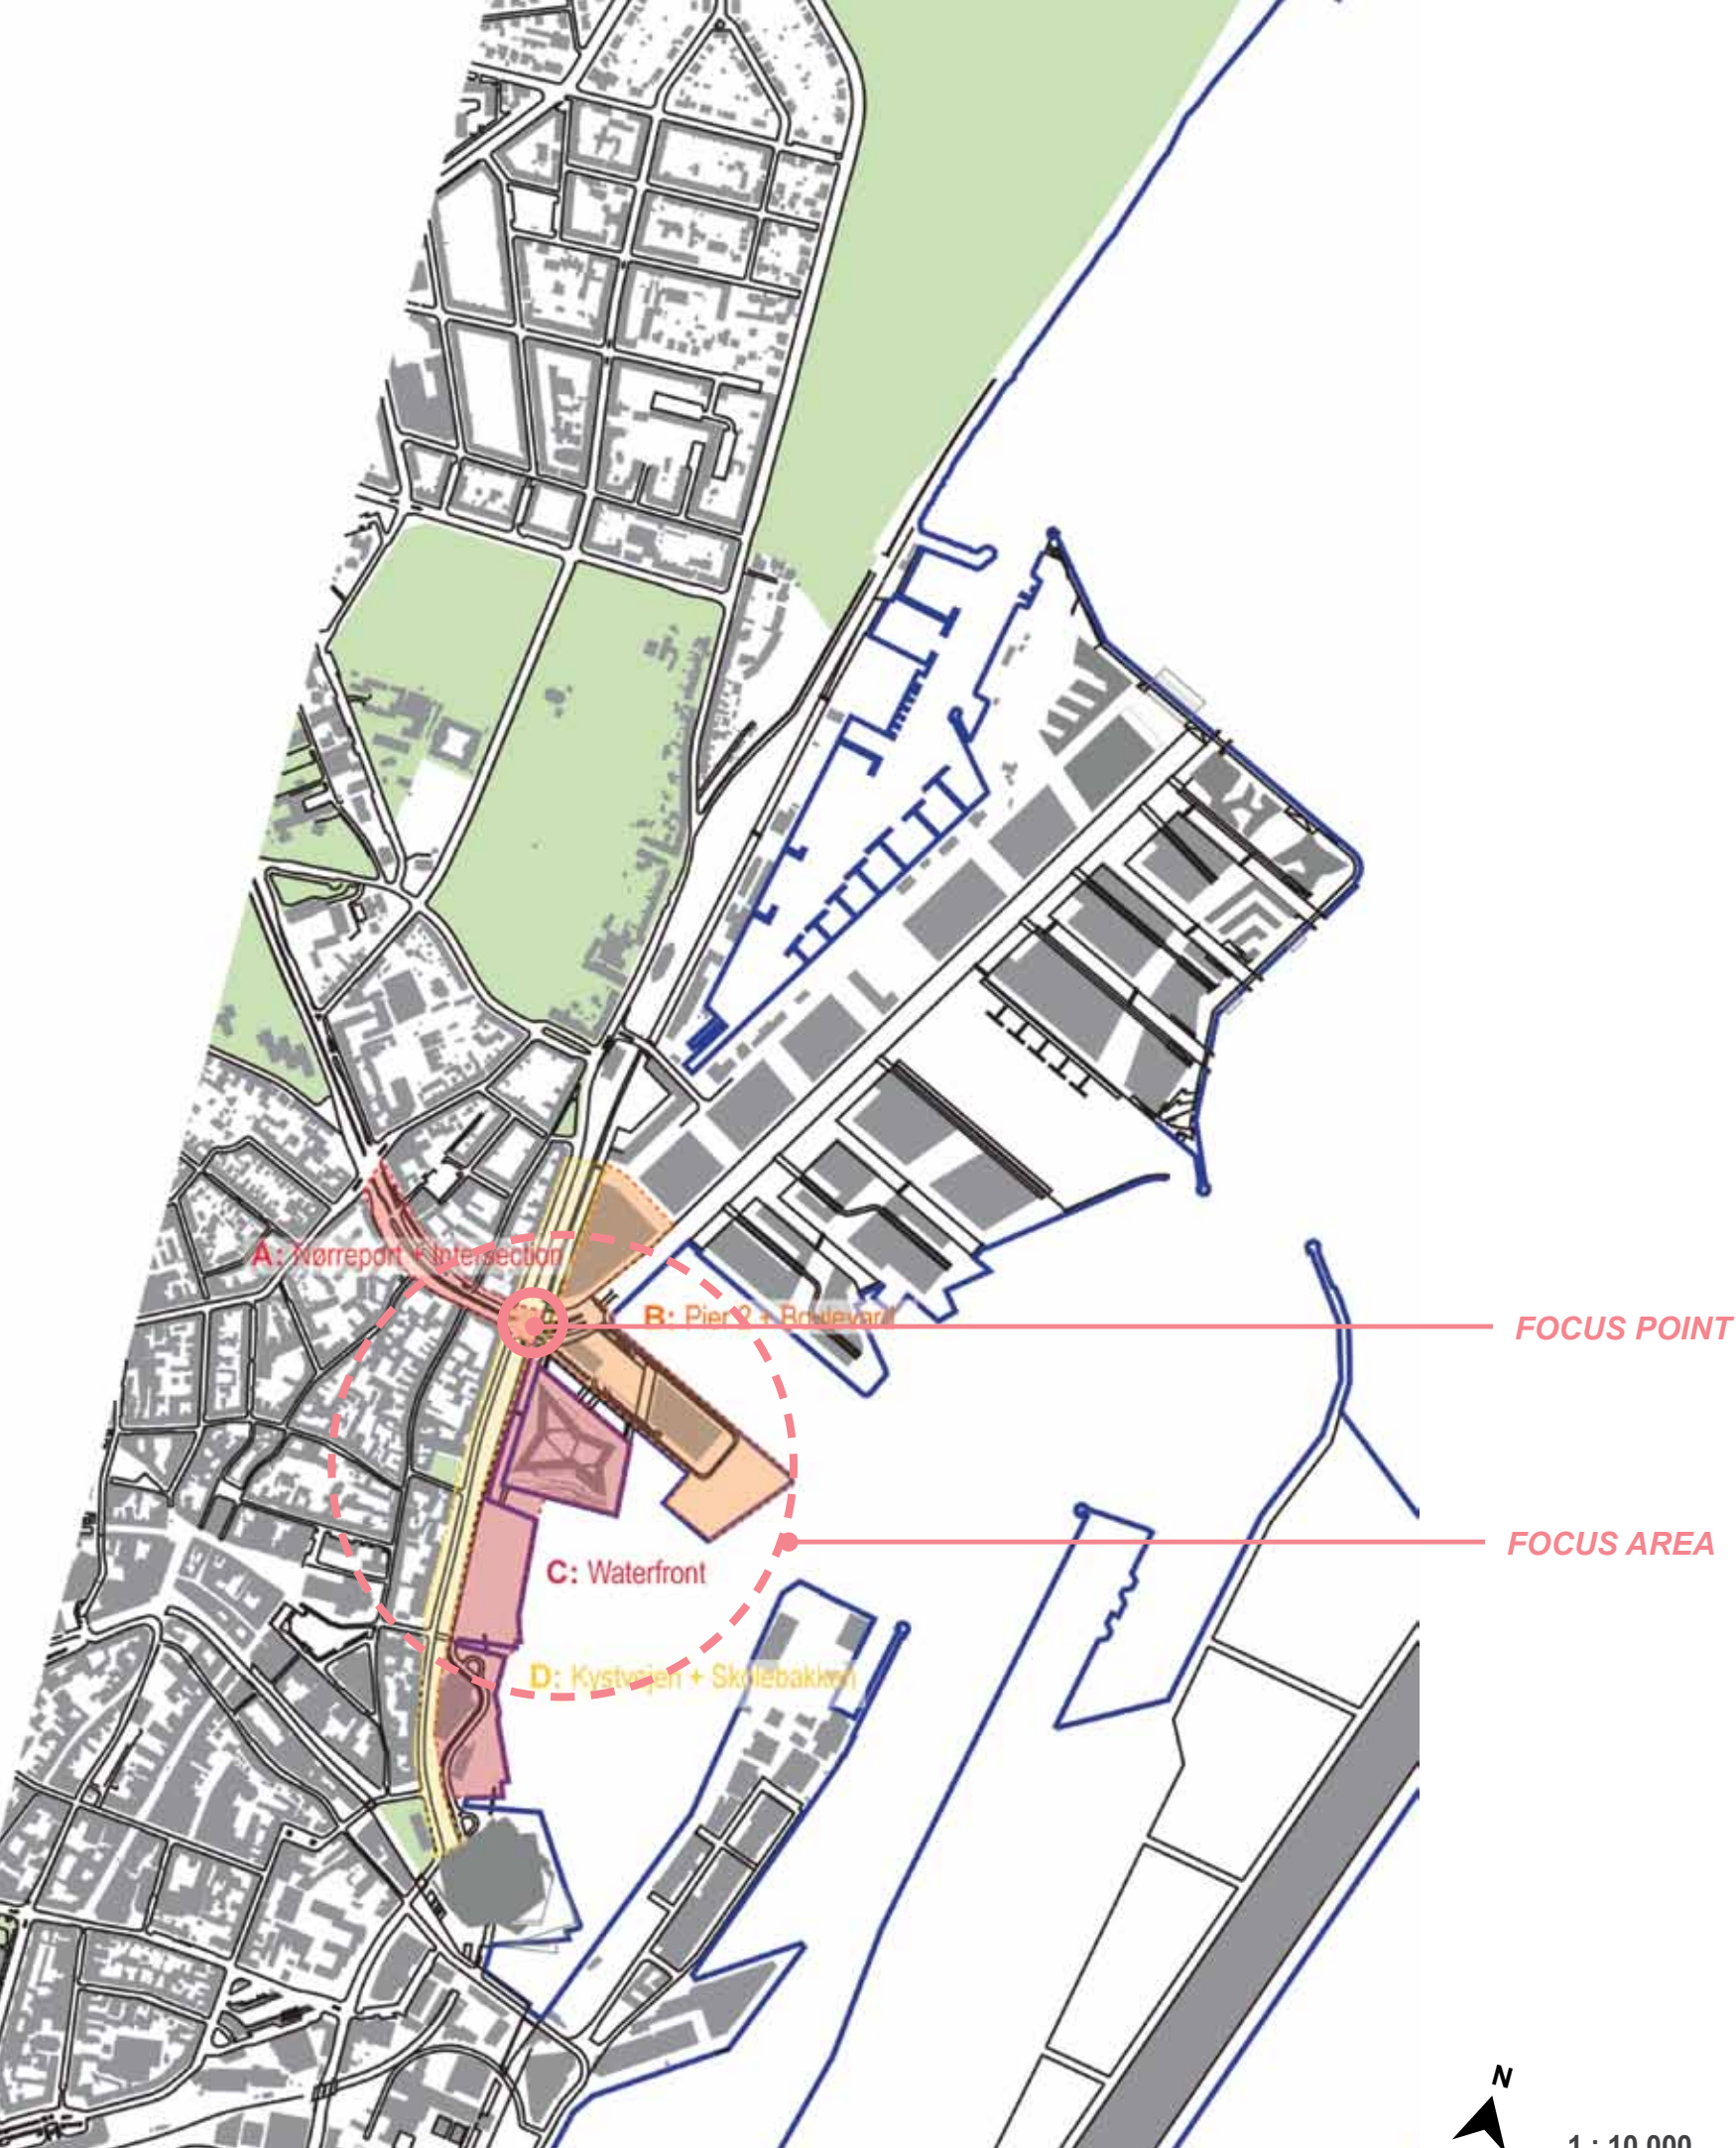 A: Nørreport + Intersection
B: Pier 2 + Boulevard
FOCUS POINT
FOCUS AREA
C: Waterfront
D: Kystvejen + Skolebakken
N
1 : 10 000